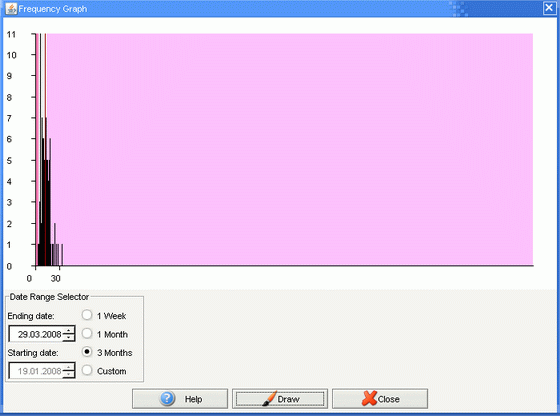 Frequency Graph
11
10
9
8
7
6
5
4
3
2
1
0
0 30
Date Range Selector
Ending date:
1 Week
29.03.2008
1 Month
Starting date:
3 Months
19.01.2008
Custom
Help
Draw
Close